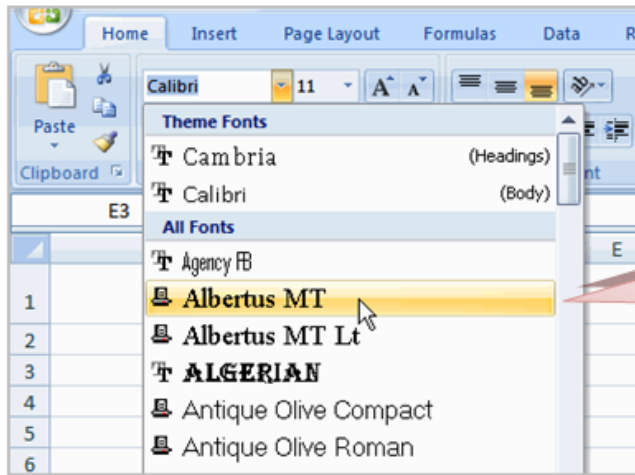 Home Insert Page Layout Formulas Data R
Calibri 11 A A
Paste
Clipboard
nt
Theme Fonts
Cambria (Headings)
Calibri (Body)
All Fonts
Agency FB
Albertus MT
Albertus MT Lt
ALGERIAN
Antique Olive Compact
Antique Olive Roman
E3
E
1
2
3
4
5
6